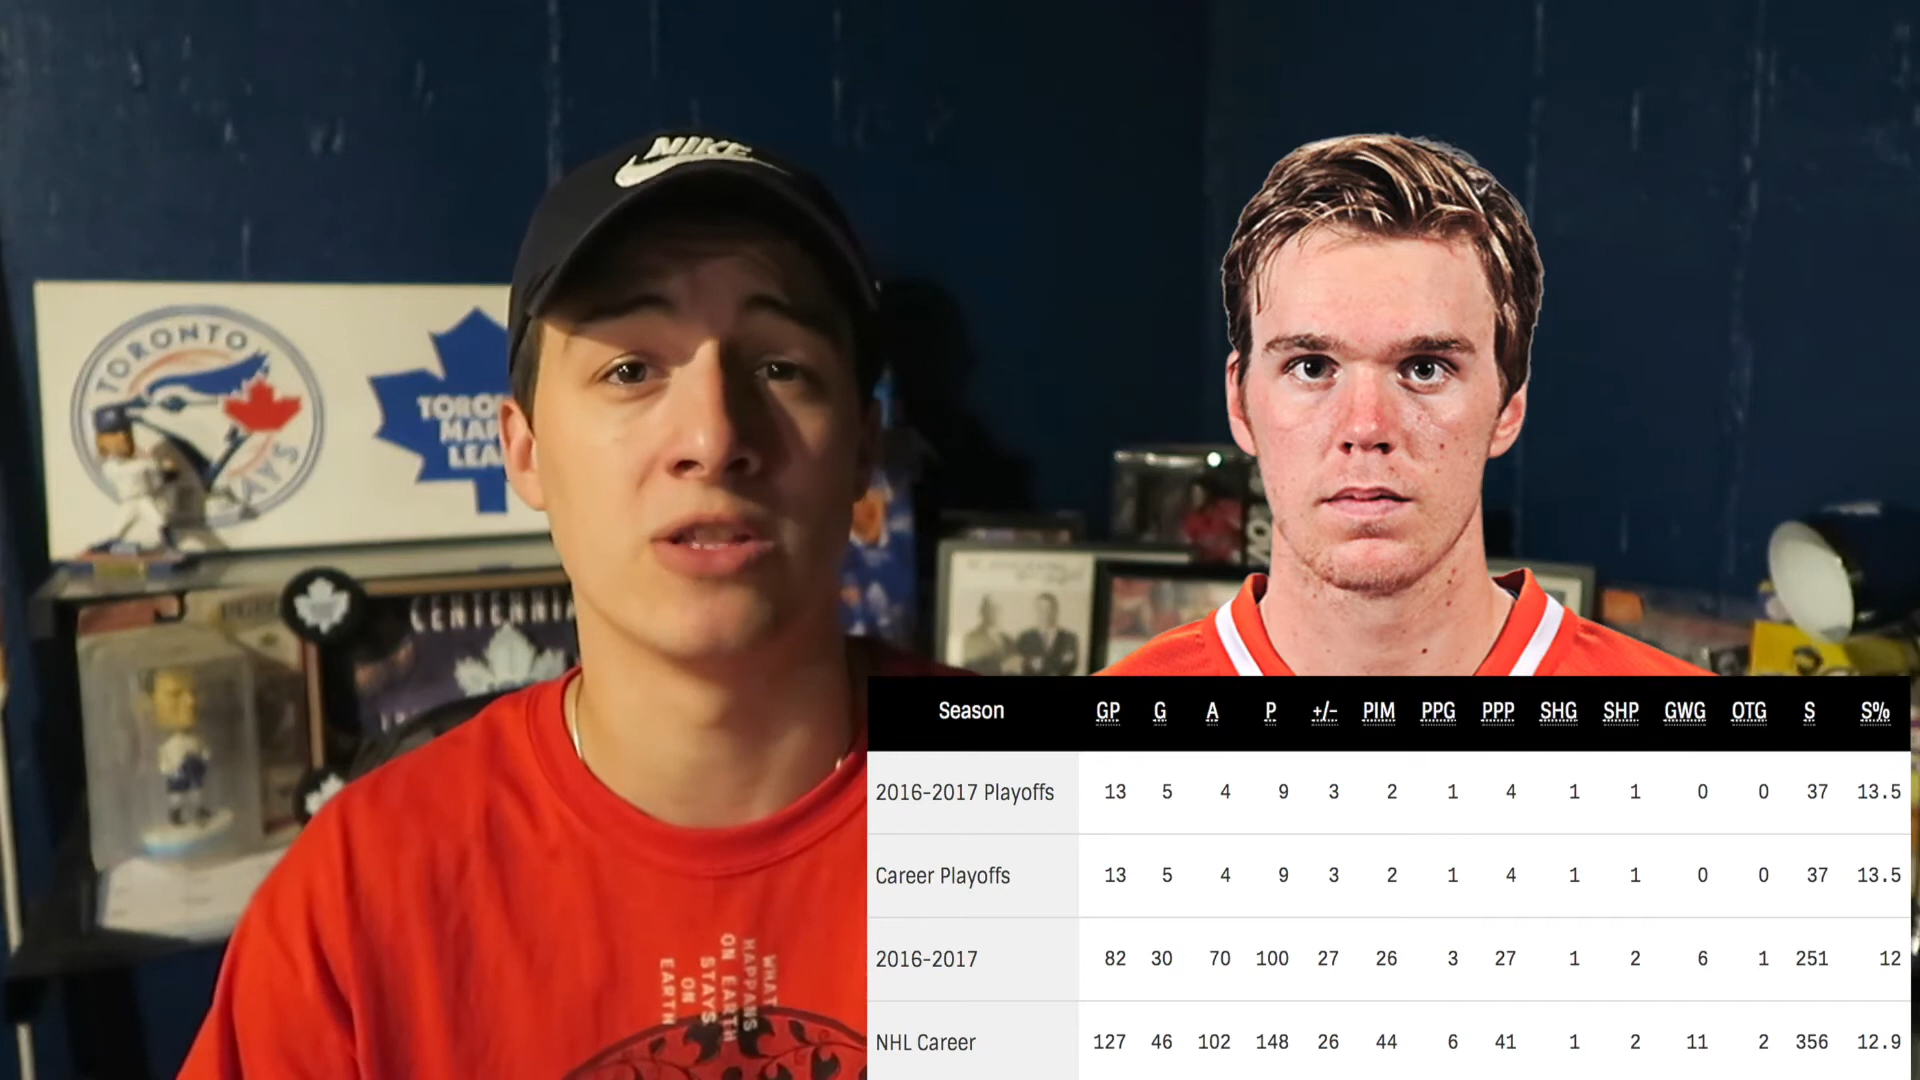 NIKE
TORONTO
JAYS
TORO
MAP
LEA
CENTENNIA
WHAT
HAPPANS
ON EARTH
STAYS
ON
EARTH
Season GP G A P +/- PIM PPG PPP SHG SHP GWG OTG S S%
2016-2017 Playoffs 13 5 4 9 3 2 1 4 1 1 0 0 37 13.5
Career Playoffs 13 5 4 9 3 2 1 4 1 1 0 0 37 13.5
2016-2017 82 30 70 100 27 26 3 27 1 2 6 1 251 12
NHL Career 127 46 102 148 26 44 6 41 1 2 11 2 356 12.9